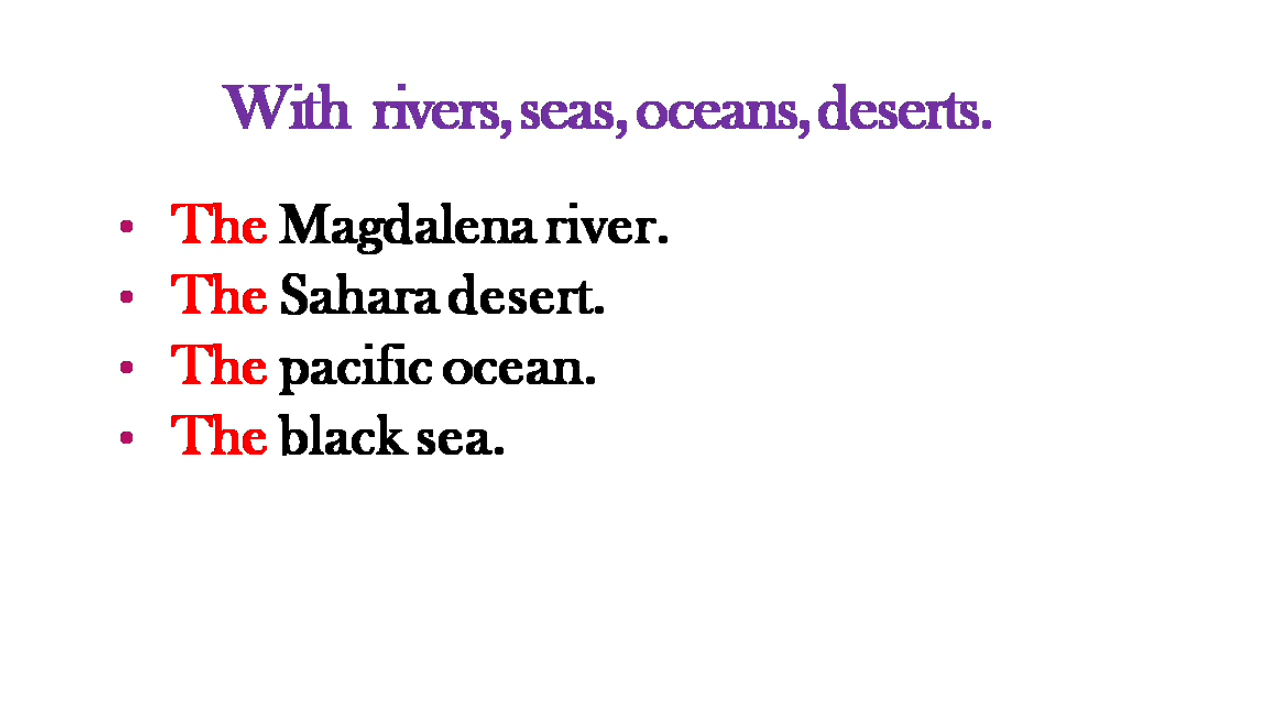 With rivers, seas, oceans, deserts.
• The Magdalena river.
• The Sahara desert.
• The pacific ocean.
• The black sea.